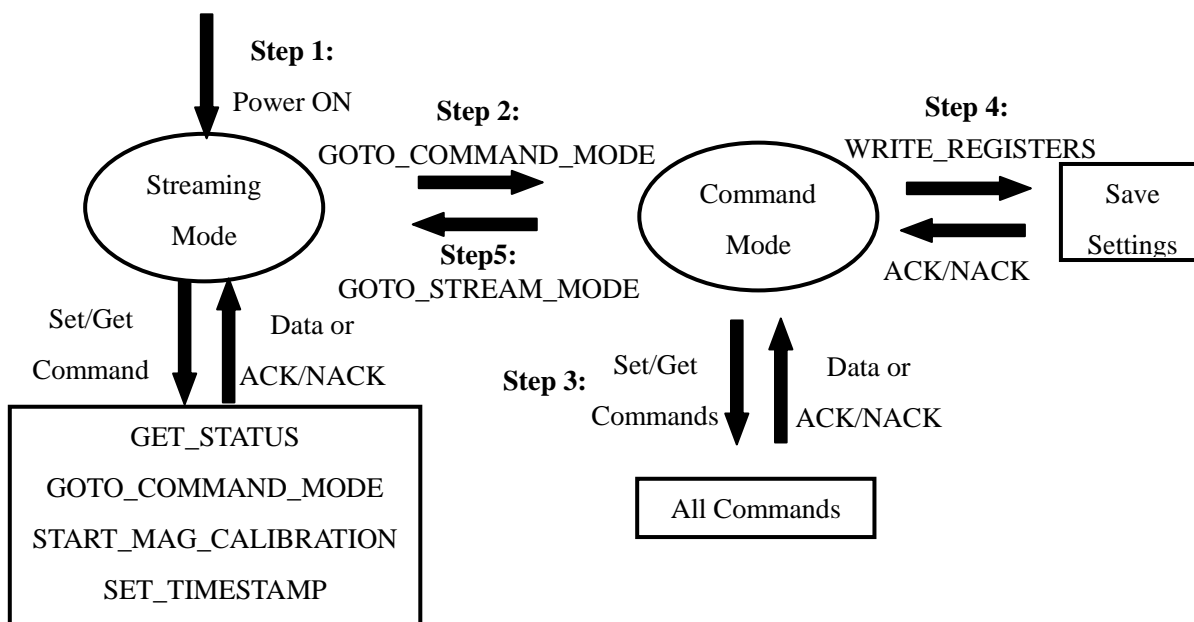 Step 1:
Power ON
Step 2:
GOTO_COMMAND_MODE
Step 4:
WRITE_REGISTERS
Streaming
Mode
Command
Mode
Save
Settings
Step5:
GOTO_STREAM_MODE
ACK/NACK
Set/Get
Command
Data or
ACK/NACK
Step 3:
Set/Get
Commands
Data or
ACK/NACK
GET_STATUS
GOTO_COMMAND_MODE
START_MAG_CALIBRATION
SET_TIMESTAMP
All Commands